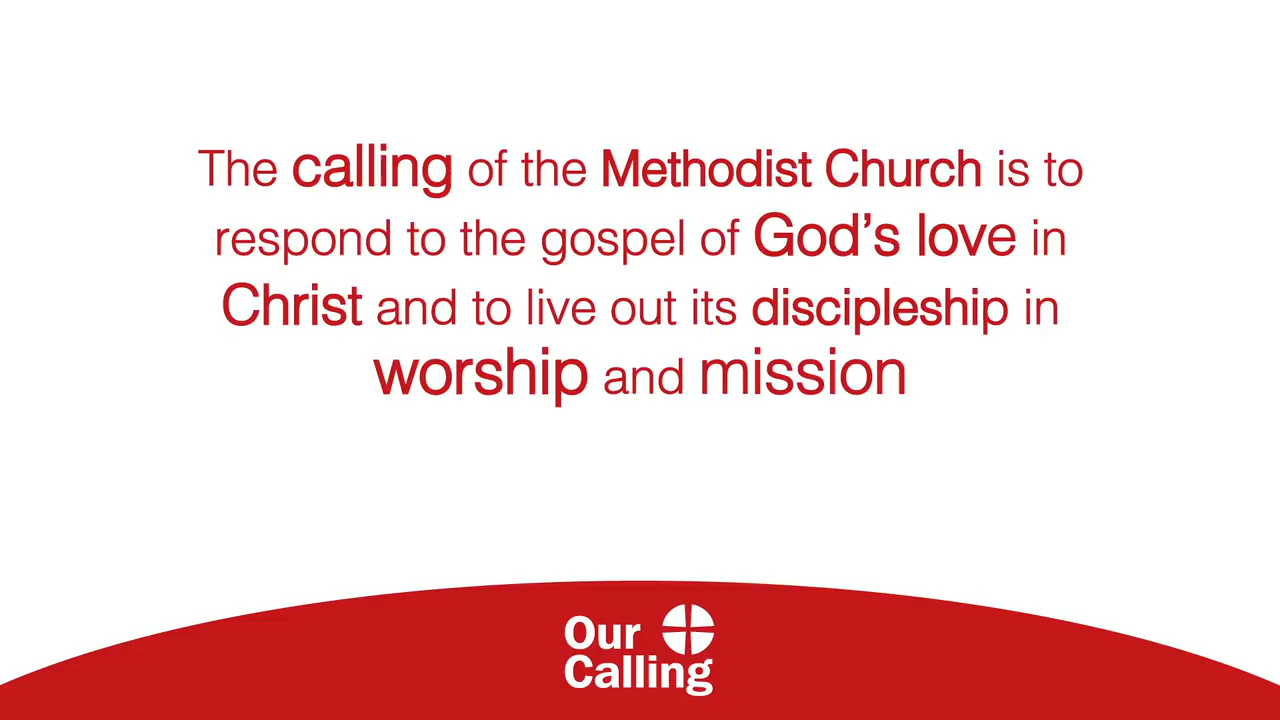 The calling of the Methodist Church is to
respond to the gospel of God’s love in
Christ and to live out its discipleship in
worship and mission
Our
Calling